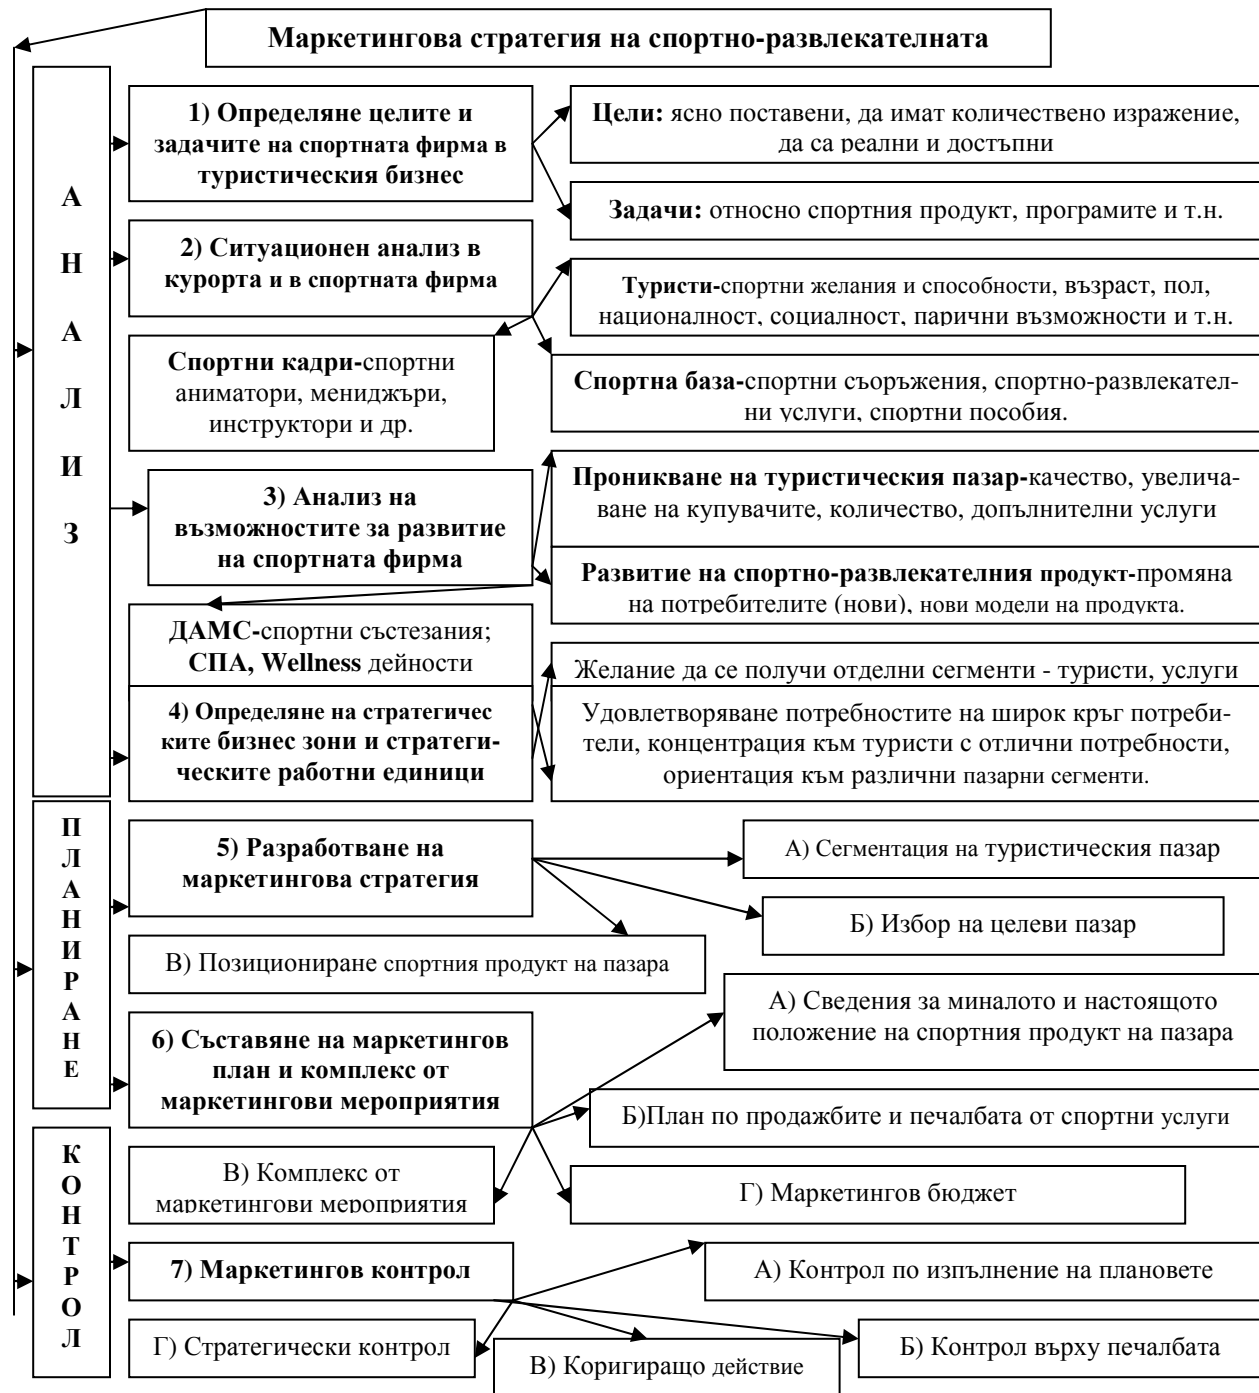 Маркетингова стратегия на спортно-развлекателната
АНАЛИЗ
1) Определяне целите и
задачите на спортната фирма в
туристическия бизнес
Цели: ясно поставени, да имат количествено изражение,
да са реални и достъпни
Задачи: относно спортния продукт, програмите и т.н.
2) Ситуационен анализ в
курорта и в спортната фирма
Туристи-спортни желания и способности, възраст, пол,
националност, социалност, парични възможности и т.н.
Спортни кадри-спортни
аниматори, мениджъри,
инструктори и др.
Спортна база-спортни съоръжения, спортно-развлекател-
ни услуги, спортни пособия.
3) Анализ на
възможностите за развитие
на спортната фирма
Проникване на туристическия пазар-качество, увелича-
ване на купувачите, количество, допълнителни услуги
Развитие на спортно-развлекателния продукт-промяна
на потребителите (нови), нови модели на продукта.
ДАМС-спортни състезания;
СПА, Wellness дейности
Желание да се получи отделни сегменти - туристи, услуги
4) Определяне на стратегичес
ките бизнес зони и стратеги-
ческите работни единици
Удовлетворяване потребностите на широк кръг потреби-
тели, концентрация към туристи с отлични потребности,
ориентация към различни пазарни сегменти.
ПЛАНИРАНЕ
5) Разработване на
маркетингова стратегия
А) Сегментация на туристическия пазар
Б) Избор на целеви пазар
В) Позициониране спортния продукт на пазара
6) Съставяне на маркетингов
план и комплекс от
маркетингови мероприятия
А) Сведения за миналото и настоящото
положение на спортния продукт на пазара
Б)План по продажбите и печалбата от спортни услуги
В) Комплекс от
маркетингови мероприятия
Г) Маркетингов бюджет
КОНТРОЛ
7) Маркетингов контрол
А) Контрол по изпълнение на плановете
Г) Стратегически контрол
В) Коригиращо действие
Б) Контрол върху печалбата